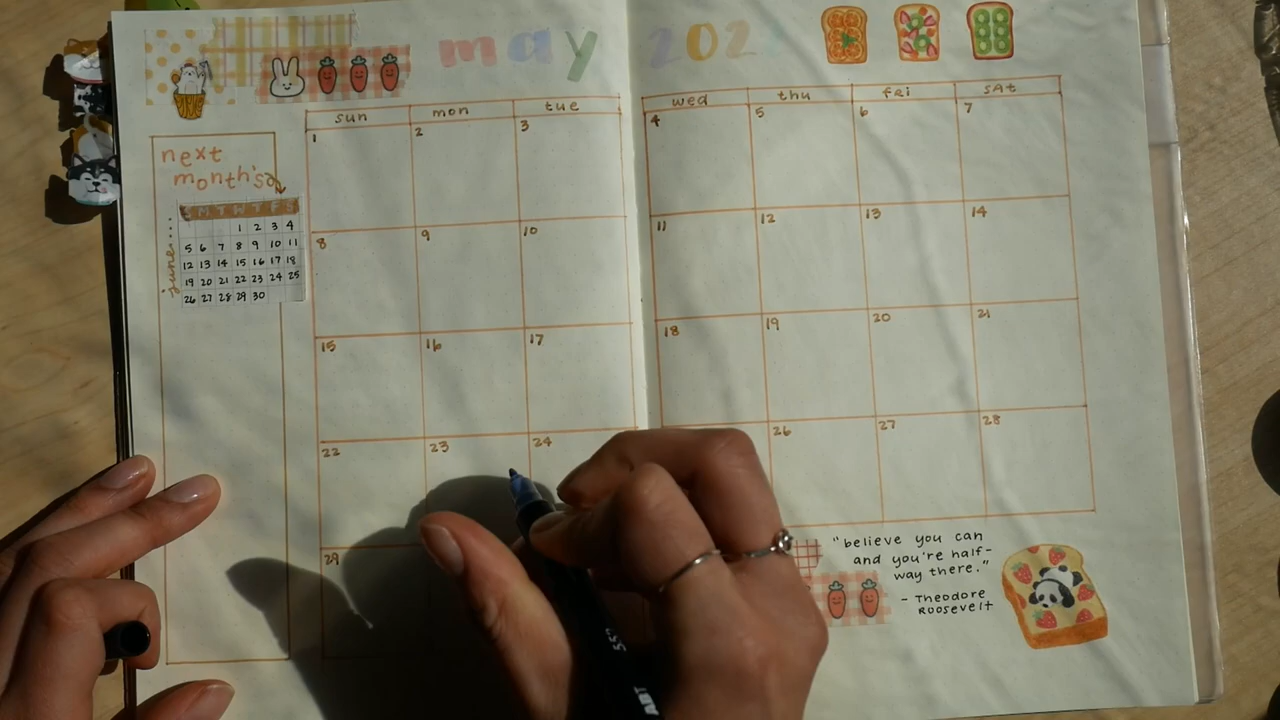 may 202
sun mon tue wed thu fri sat
1 2 3 4 5 6 7
next
month's
M T W T F S
june....
1 2 3 4
5 6 7 8 9 10 11
12 13 14 15 16 17 18
19 20 21 22 23 24 25
26 27 28 29 30
8 9 10 11 12 13 14
15 16 17 18 19 20 21
22 23 24 26 27 28
29
"believe you can
and you're half-
way there."
- Theodore
Roosevelt
ABT